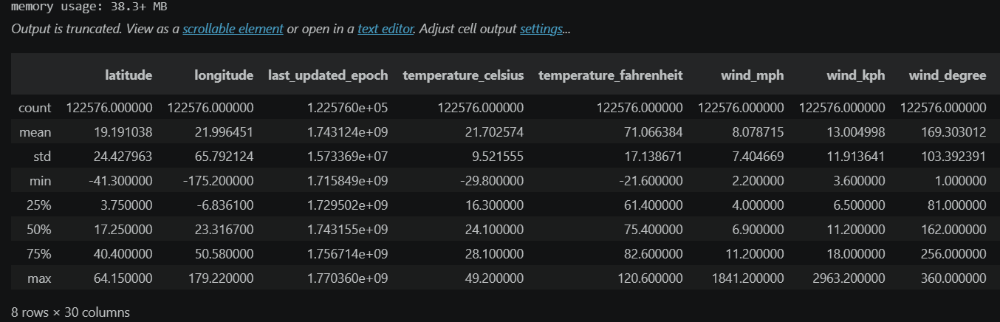 memory usage: 38.3+ MB
Output is truncated. View as a scrollable element or open in a text editor. Adjust cell output settings...
latitude longitude last_updated_epoch temperature_celsius temperature_fahrenheit wind_mph wind_kph wind_degree
count 122576.000000 122576.000000 1.225760e+05 122576.000000 122576.000000 122576.000000 122576.000000 122576.000000
mean 19.191038 21.996451 1.743124e+09 21.702574 71.066384 8.078715 13.004998 169.303012
std 24.427963 65.792124 1.573369e+07 9.521555 17.138671 7.404669 11.913641 103.392391
min -41.300000 -175.200000 1.715849e+09 -29.800000 -21.600000 2.200000 3.600000 1.000000
25% 3.750000 -6.836100 1.729502e+09 16.300000 61.400000 4.000000 6.500000 81.000000
50% 17.250000 23.316700 1.743155e+09 24.100000 75.400000 6.900000 11.200000 162.000000
75% 40.400000 50.580000 1.756714e+09 28.100000 82.600000 11.200000 18.000000 256.000000
max 64.150000 179.220000 1.770360e+09 49.200000 120.600000 1841.200000 2963.200000 360.000000
8 rows × 30 columns